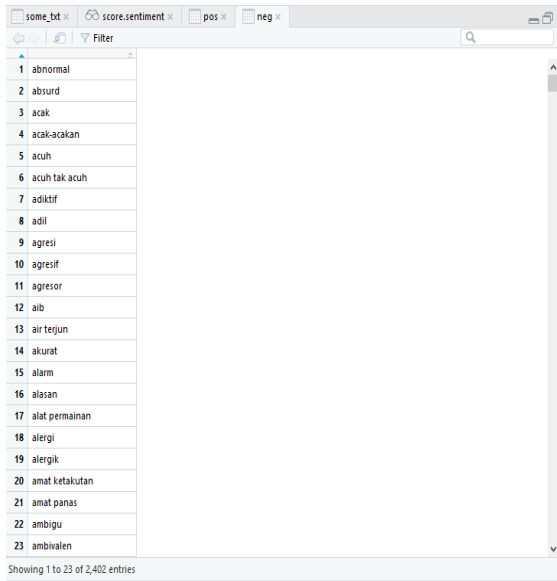 some_txt × score.sentiment × pos × neg ×
Filter
1 abnormal
2 absurd
3 acak
4 acak-acakan
5 acuh
6 acuh tak acuh
7 adiktif
8 adil
9 agresi
10 agresif
11 agresor
12 aib
13 air terjun
14 akurat
15 alarm
16 alasan
17 alat permainan
18 alergi
19 alergik
20 amat ketakutan
21 amat panas
22 ambigu
23 ambivalen
Showing 1 to 23 of 2,402 entries